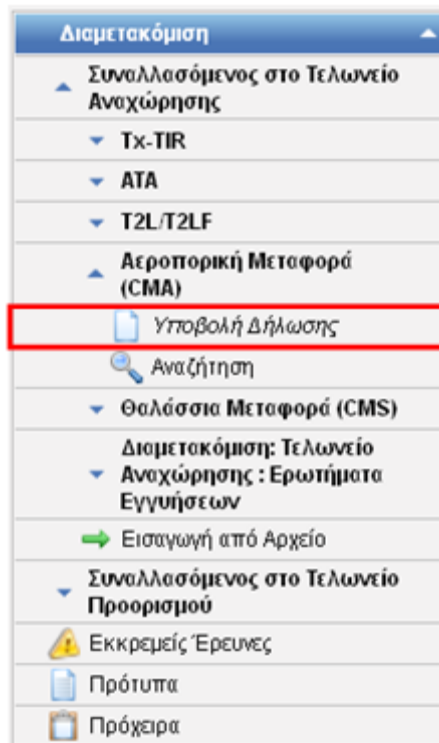 Διαμετακόμιση
Συναλλασόμενος στο Τελωνείο
Αναχώρησης
Tx-TIR
ATA
T2L/T2LF
Αεροπορική Μεταφορά
(CMA)
Υποβολή Δήλωσης
Αναζήτηση
Θαλάσσια Μεταφορά (CMS)
Διαμετακόμιση: Τελωνείο
Αναχώρησης : Ερωτήματα
Εγγυήσεων
Εισαγωγή από Αρχείο
Συναλλασόμενος στο Τελωνείο
Προορισμού
Εκκρεμείς Έρευνες
Πρότυπα
Πρόχειρα